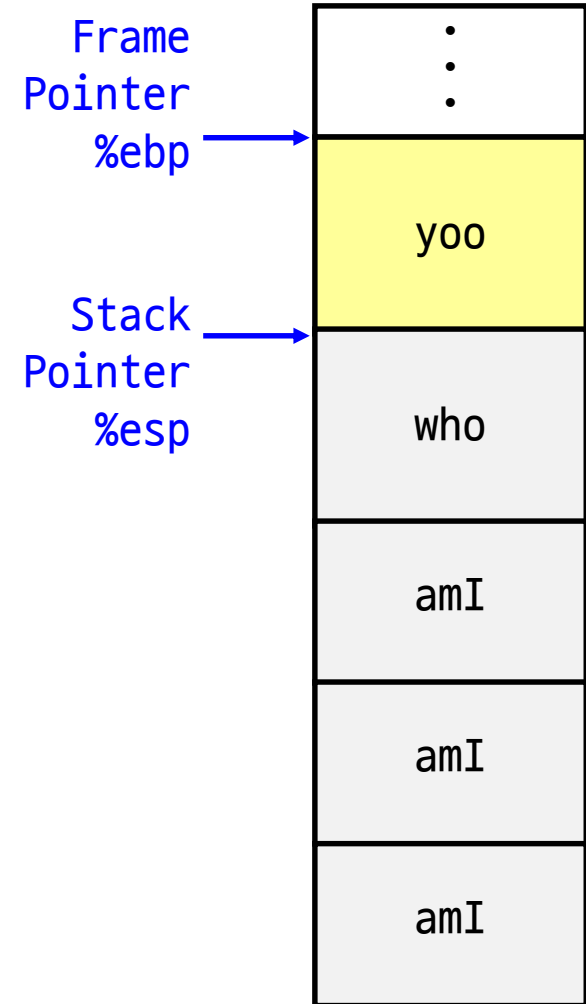 Frame
Pointer
%ebp
•
•
•
yoo
Stack
Pointer
%esp
who
amI
amI
amI